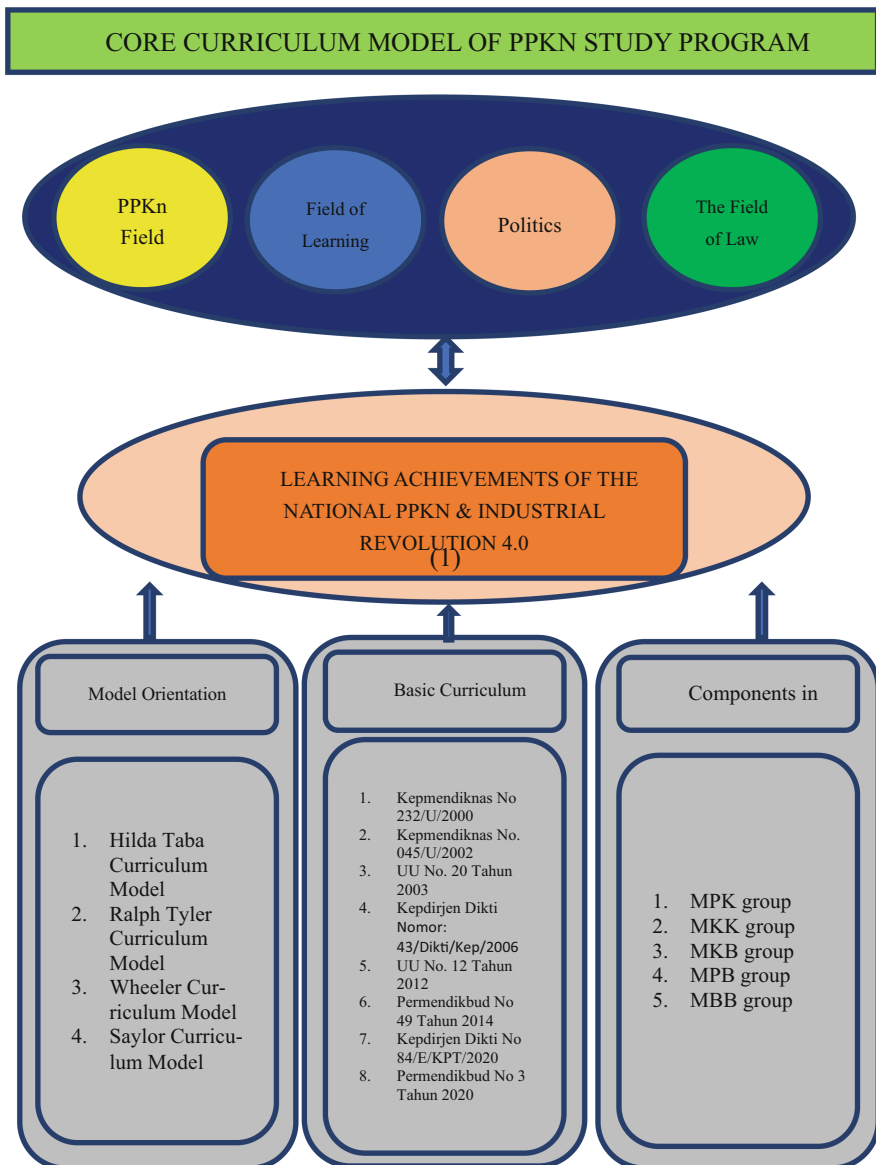 CORE CURRICULUM MODEL OF PPKN STUDY PROGRAM
PPKn
Field
Field of
Learning
Politics
The Field
of Law
LEARNING ACHIEVEMENTS OF THE
NATIONAL PPKN & INDUSTRIAL
REVOLUTION 4.0
(1)
Model Orientation
1. Hilda Taba
Curriculum
Model
2. Ralph Tyler
Curriculum
Model
3. Wheeler Cur-
riculum Model
4. Saylor Curricu-
lum Model
Basic Curriculum
1. Kepmendiknas No
232/U/2000
2. Kepmendiknas No.
045/U/2002
3. UU No. 20 Tahun
2003
4. Kepdirjen Dikti
Nomor:
43/Dikti/Kep/2006
5. UU No. 12 Tahun
2012
6. Permendikbud No
49 Tahun 2014
7. Kepdirjen Dikti No
84/E/KPT/2020
8. Permendikbud No 3
Tahun 2020
Components in
1. MPK group
2. MKK group
3. MKB group
4. MPB group
5. MBB group